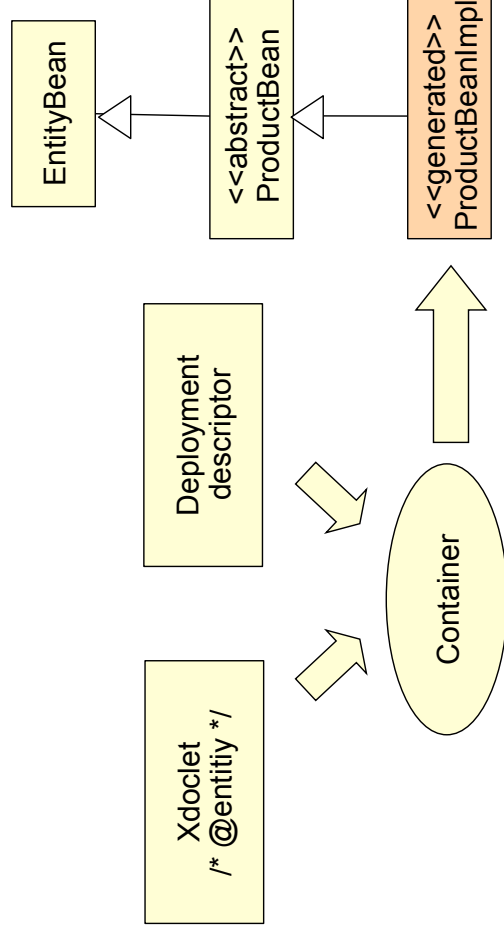 EntityBean
<<abstract>>
ProductBean
<<generated>>
ProductBeanImpl
Deployment
descriptor
Xdoclet
/* @entitiy */
Container